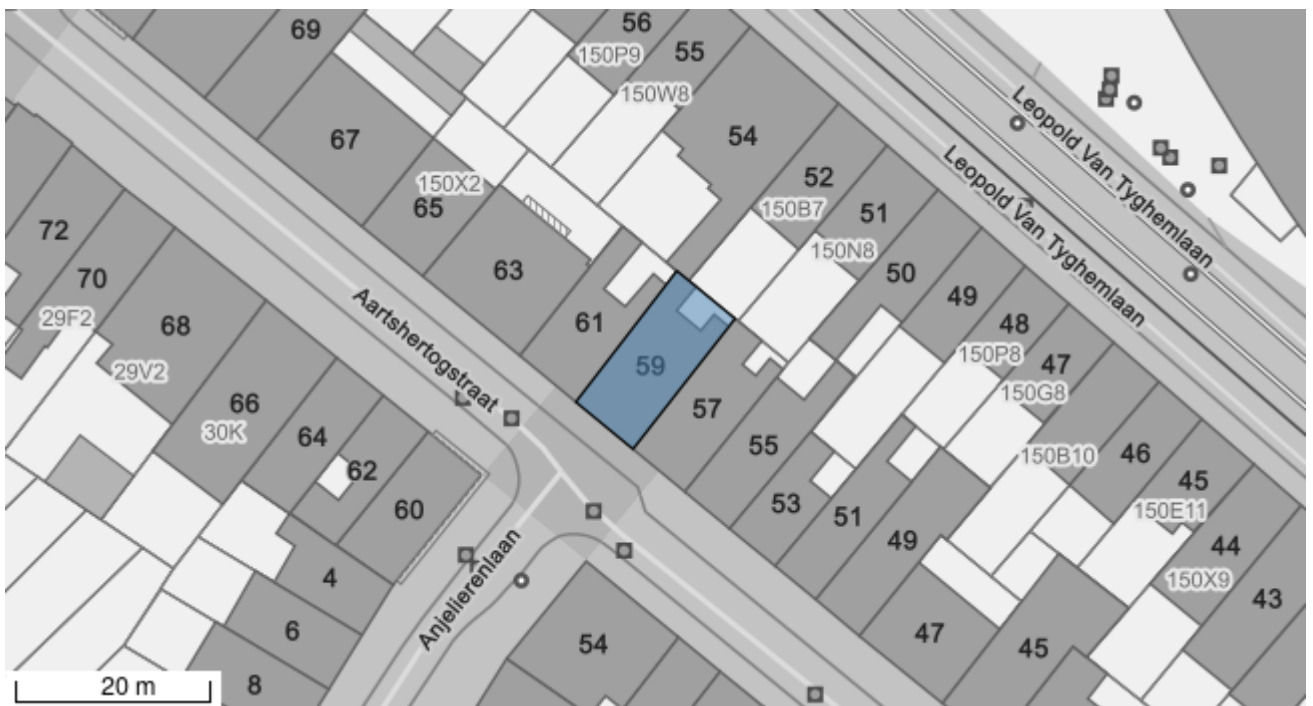 69
56
55
150P9
150W8
67
54
Leopold Van Tyghemlaan
Leopold Van Tyghemlaan
150X2
65
52
150B7
51
150N8
72
63
50
70
49
29F2
68
Aartshertogstraat
61
48
150P8
29V2
59
47
150G8
66
30K
57
64
55
46
150B10
62
45
150E11
60
53
51
49
44
150X9
43
Anjelierenlaan
4
6
54
47
45
8
20 m